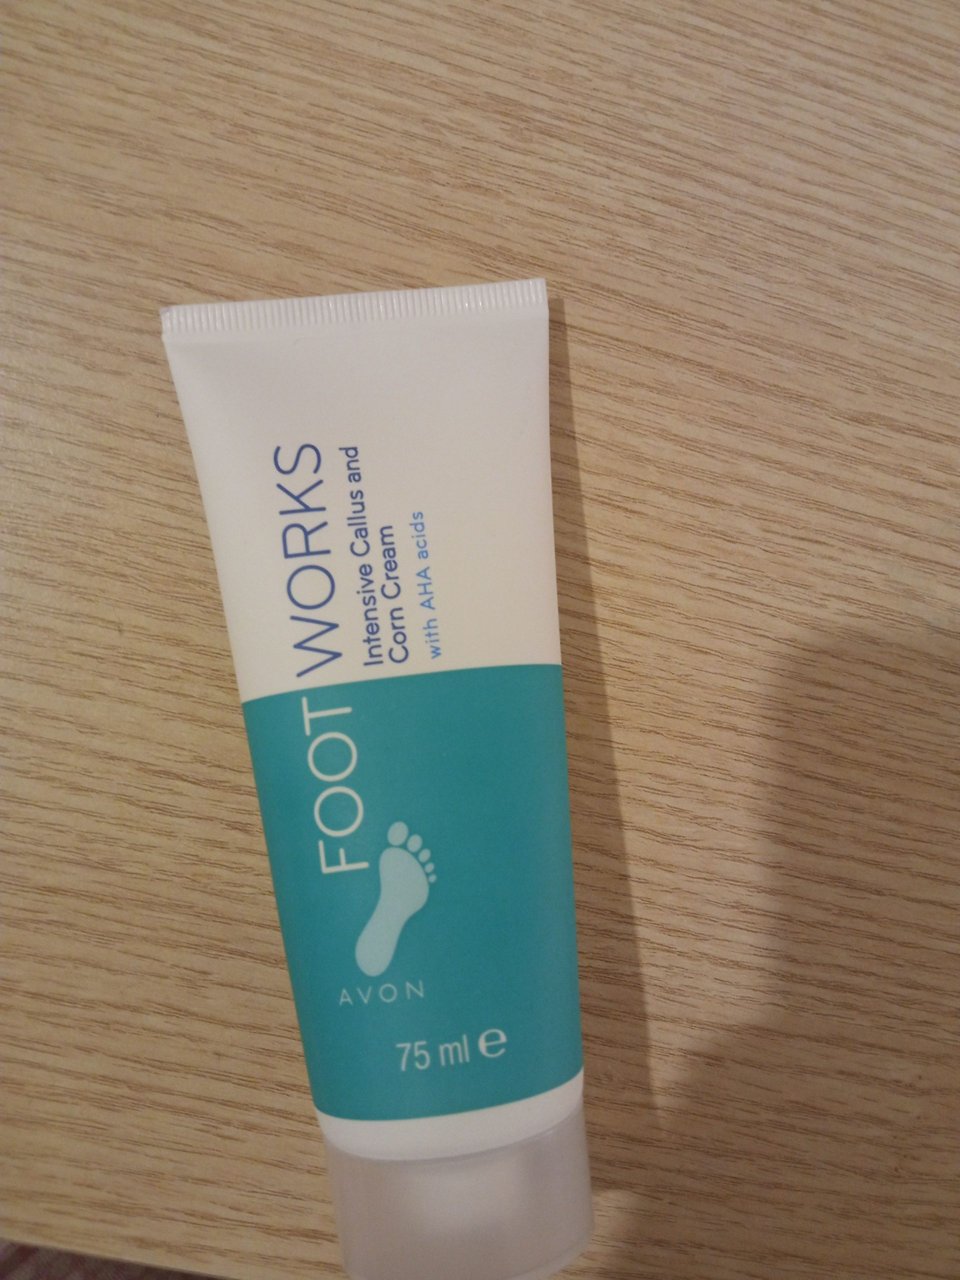 FOOT WORKS
Intensive Callus and
Corn Cream
with AHA acids
AVON
75 ml e